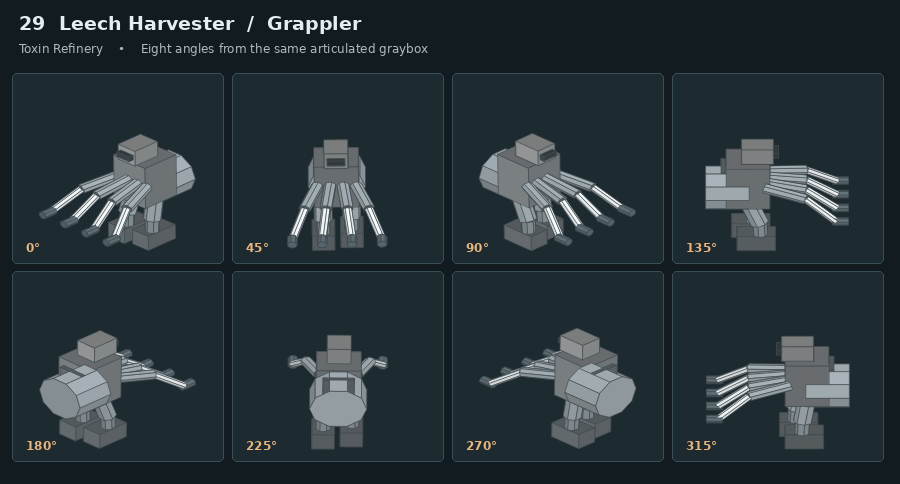 29 Leech Harvester / Grappler
Toxin Refinery • Eight angles from the same articulated graybox
0° 45° 90° 135°
180° 225° 270° 315°